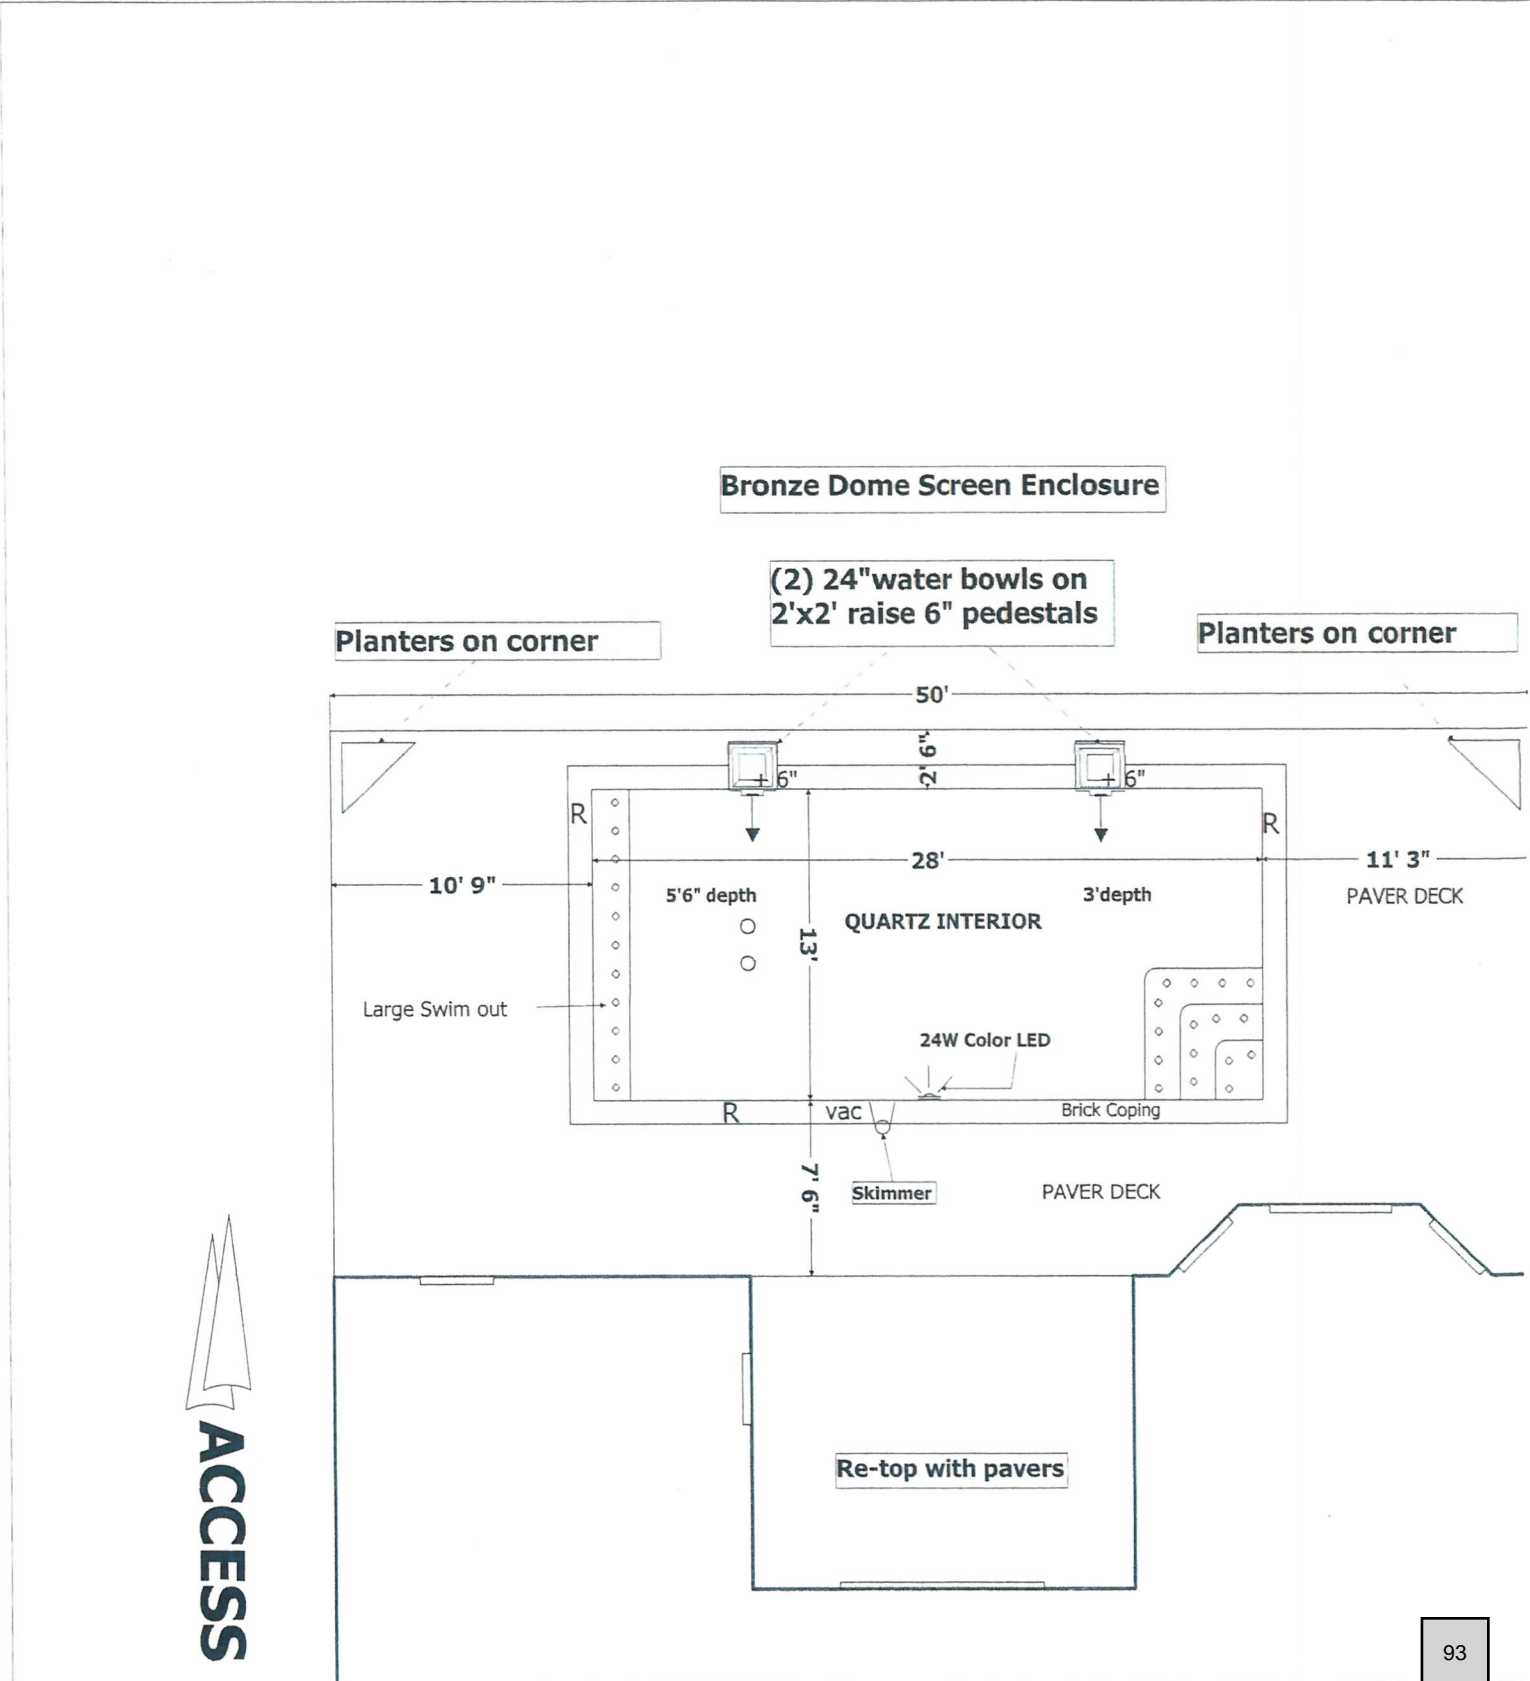 Bronze Dome Screen Enclosure
(2) 24"water bowls on
2'x2' raise 6" pedestals
Planters on corner
Planters on corner
50'
2' 6"
6"
6"
R
R
28'
11' 3"
10' 9"
5'6" depth
3'depth
PAVER DECK
QUARTZ INTERIOR
13'
Large Swim out
24W Color LED
R
vac
Brick Coping
7' 6"
Skimmer
PAVER DECK
ACCESS
Re-top with pavers
93